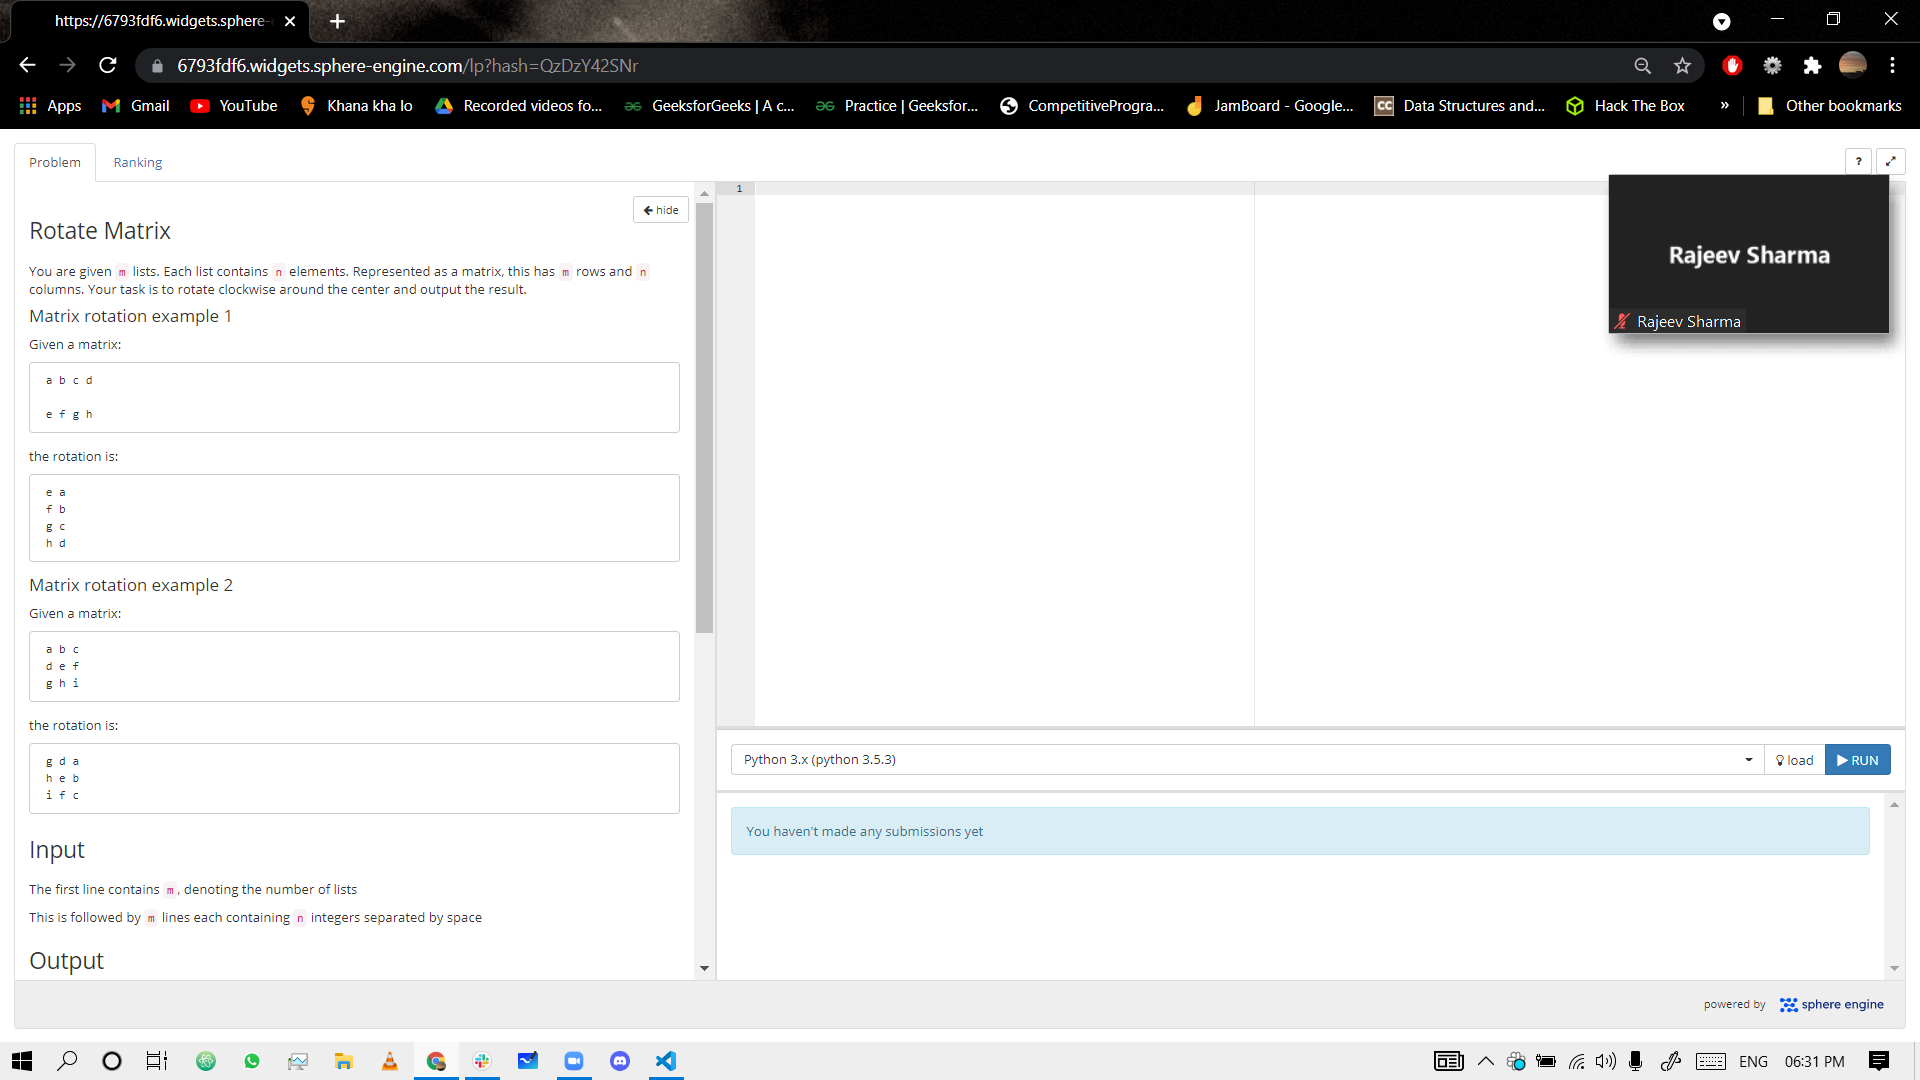 https://6793fdf6.widgets.sphere-
6793fdf6.widgets.sphere-engine.com/lp?hash=QzDzY42SNr
Apps Gmail YouTube Khana kha lo Recorded videos fo... GeeksforGeeks | A c... Practice | Geeksfor... CompetitiveProgra... JamBoard - Google... CC Data Structures and... Hack The Box » Other bookmarks
Problem Ranking ?
hide
Rotate Matrix
You are given m lists. Each list contains n elements. Represented as a matrix, this has m rows and n
columns. Your task is to rotate clockwise around the center and output the result.
Matrix rotation example 1
Given a matrix:
a b c d
e f g h
the rotation is:
e a
f b
g c
h d
Matrix rotation example 2
Given a matrix:
a b c
d e f
g h i
the rotation is:
g d a
h e b
i f c
Input
The first line contains m, denoting the number of lists
This is followed by m lines each containing n integers separated by space
Output
1
Rajeev Sharma
Rajeev Sharma
Python 3.x (python 3.5.3)
load
RUN
You haven't made any submissions yet
powered by sphere engine
ENG 06:31 PM